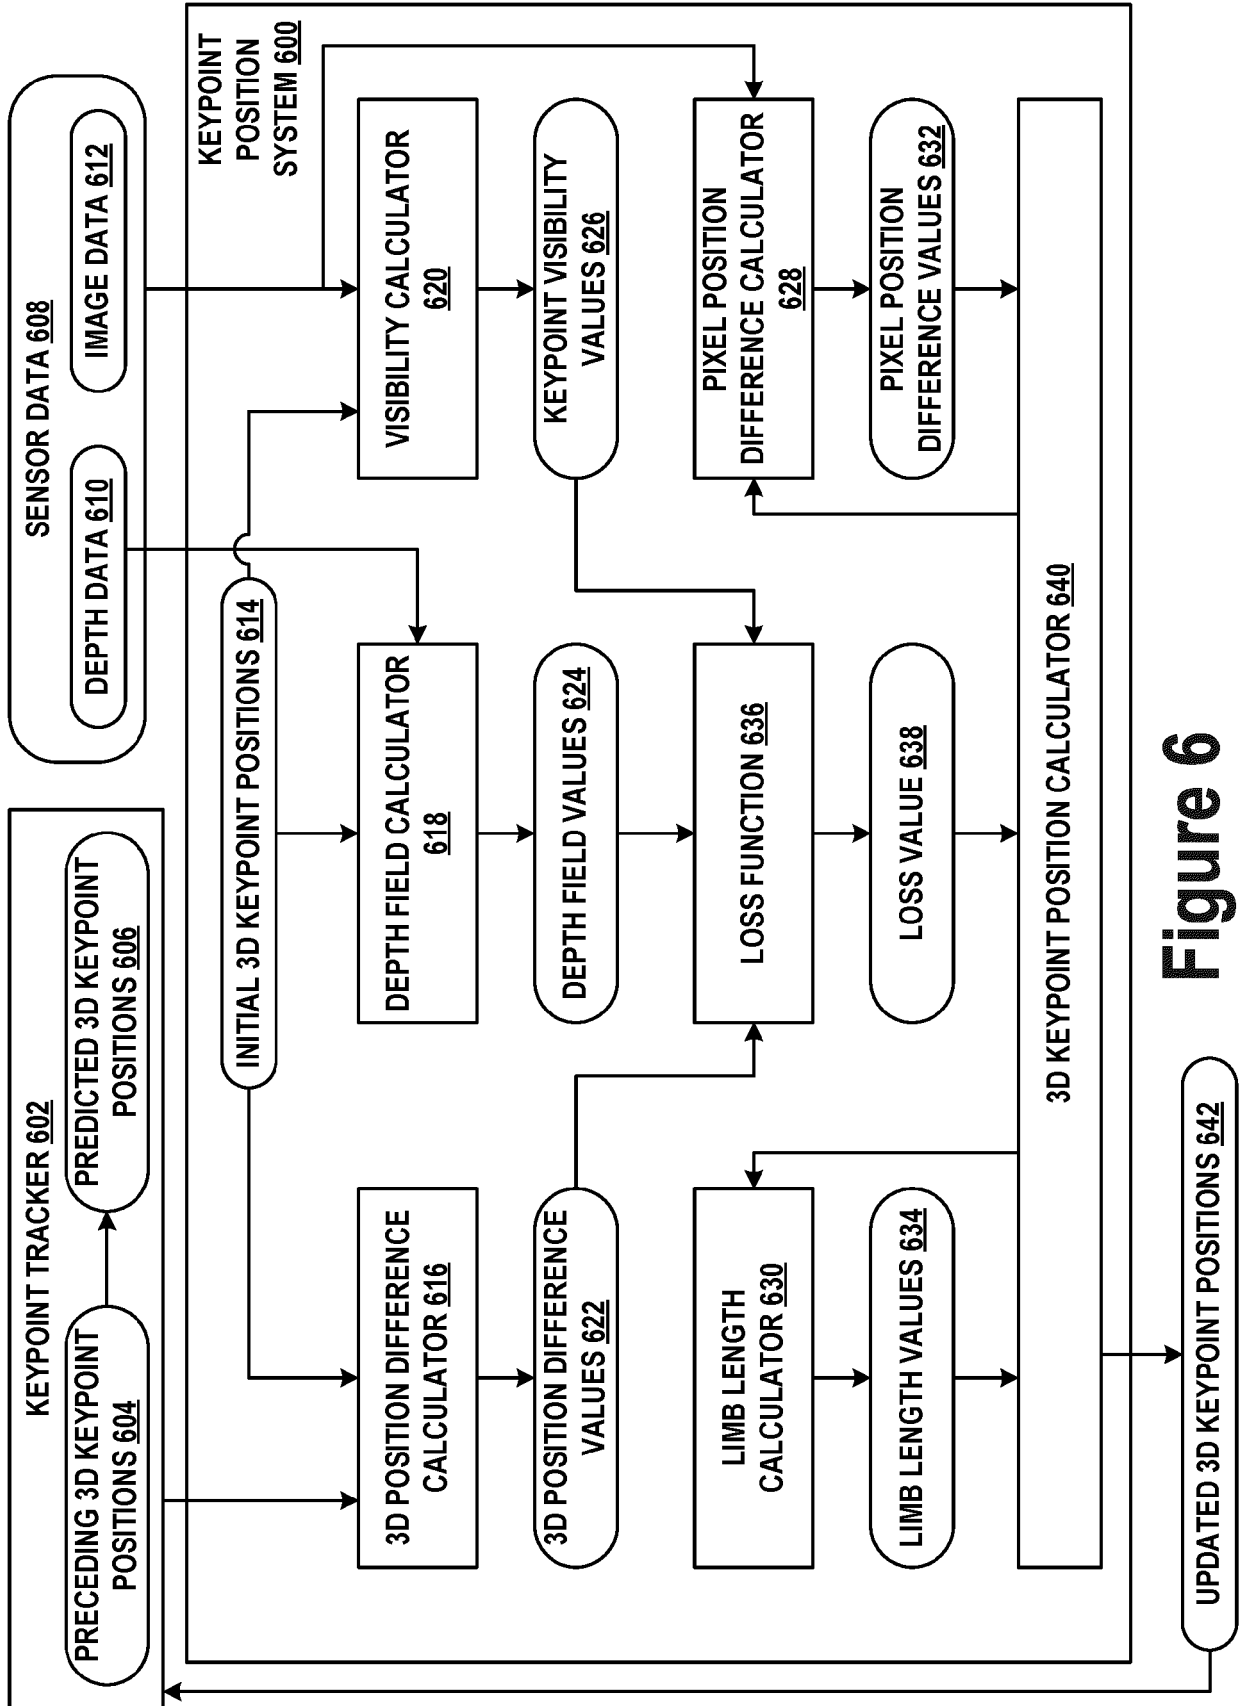 KEYPOINT TRACKER 602
PRECEDING 3D KEYPOINT
POSITIONS 604
PREDICTED 3D KEYPOINT
POSITIONS 606
SENSOR DATA 608
DEPTH DATA 610
IMAGE DATA 612
KEYPOINT
POSITION
SYSTEM 600
INITIAL 3D KEYPOINT POSITIONS 614
3D POSITION DIFFERENCE
CALCULATOR 616
DEPTH FIELD CALCULATOR
618
VISIBILITY CALCULATOR
620
3D POSITION DIFFERENCE
VALUES 622
DEPTH FIELD VALUES 624
KEYPOINT VISIBILITY
VALUES 626
LIMB LENGTH
CALCULATOR 630
LOSS FUNCTION 636
PIXEL POSITION
DIFFERENCE CALCULATOR
628
LIMB LENGTH VALUES 634
LOSS VALUE 638
PIXEL POSITION
DIFFERENCE VALUES 632
3D KEYPOINT POSITION CALCULATOR 640
UPDATED 3D KEYPOINT POSITIONS 642
Figure 6